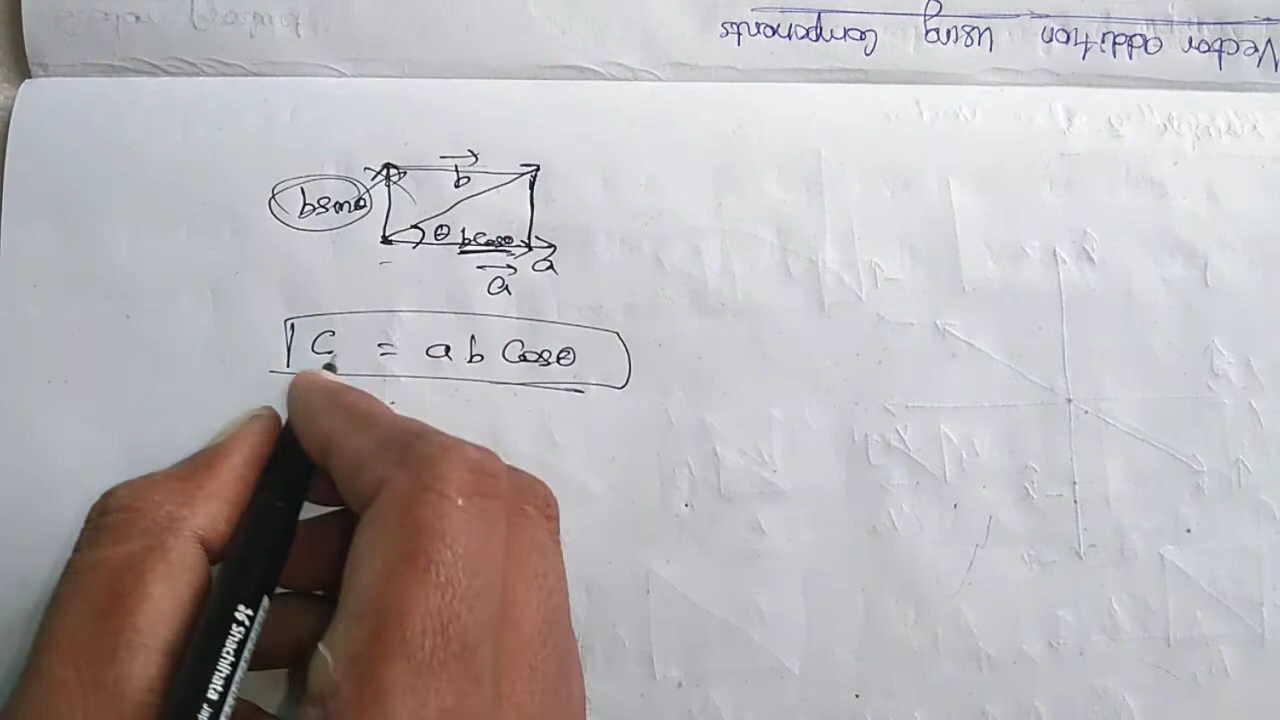 Vector addition using Components
b
bsinθ
θ bcosθ
a
a
C = a b Cosθ
Shachihata